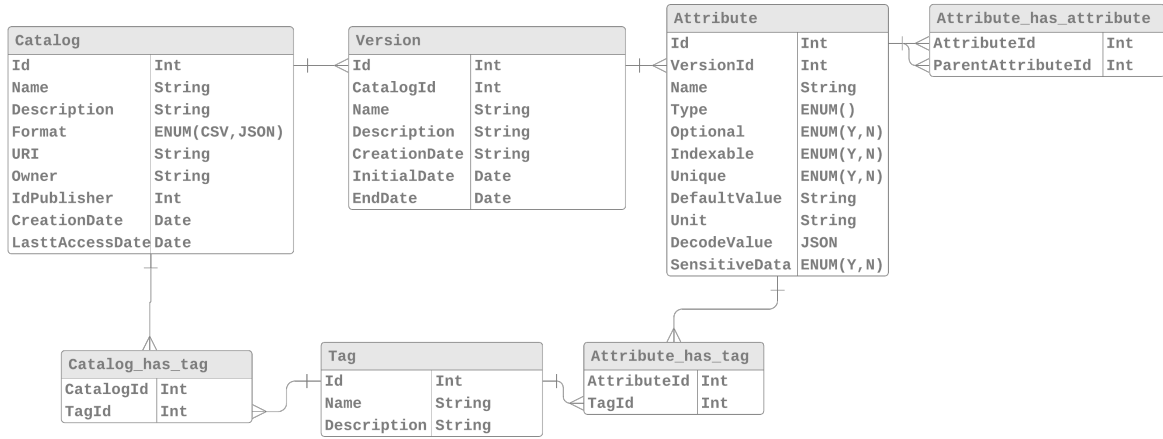 Catalog
Id Int
Name String
Description String
Format ENUM(CSV,JSON)
URI String
Owner String
IdPublisher Int
CreationDate Date
LasttAccessDate Date
Version
Id Int
CatalogId Int
Name String
Description String
CreationDate String
InitialDate Date
EndDate Date
Attribute
Id Int
VersionId Int
Name String
Type ENUM()
Optional ENUM(Y,N)
Indexable ENUM(Y,N)
Unique ENUM(Y,N)
DefaultValue String
Unit String
DecodeValue JSON
SensitiveData ENUM(Y,N)
Attribute_has_attribute
AttributeId Int
ParentAttributeId Int
Catalog_has_tag
CatalogId Int
TagId Int
Tag
Id Int
Name String
Description String
Attribute_has_tag
AttributeId Int
TagId Int